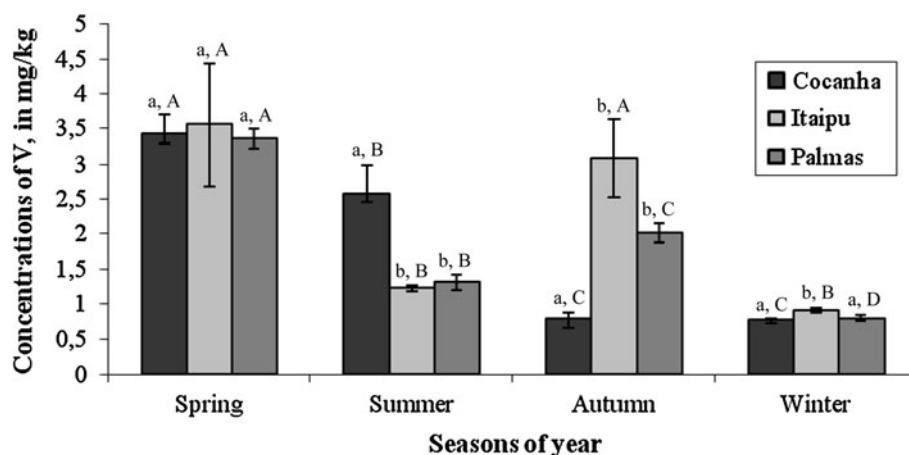 Concentrations of V, in mg/kg
5
4,5
4
3,5
3
2,5
2
1,5
1
0,5
0
a, A
a, A
a, A
a, B
b, B
b, B
a, C
b, A
b, C
a, C
b, B
a, D
Cocanha
Itaipu
Palmas
Spring
Summer
Autumn
Winter
Seasons of year